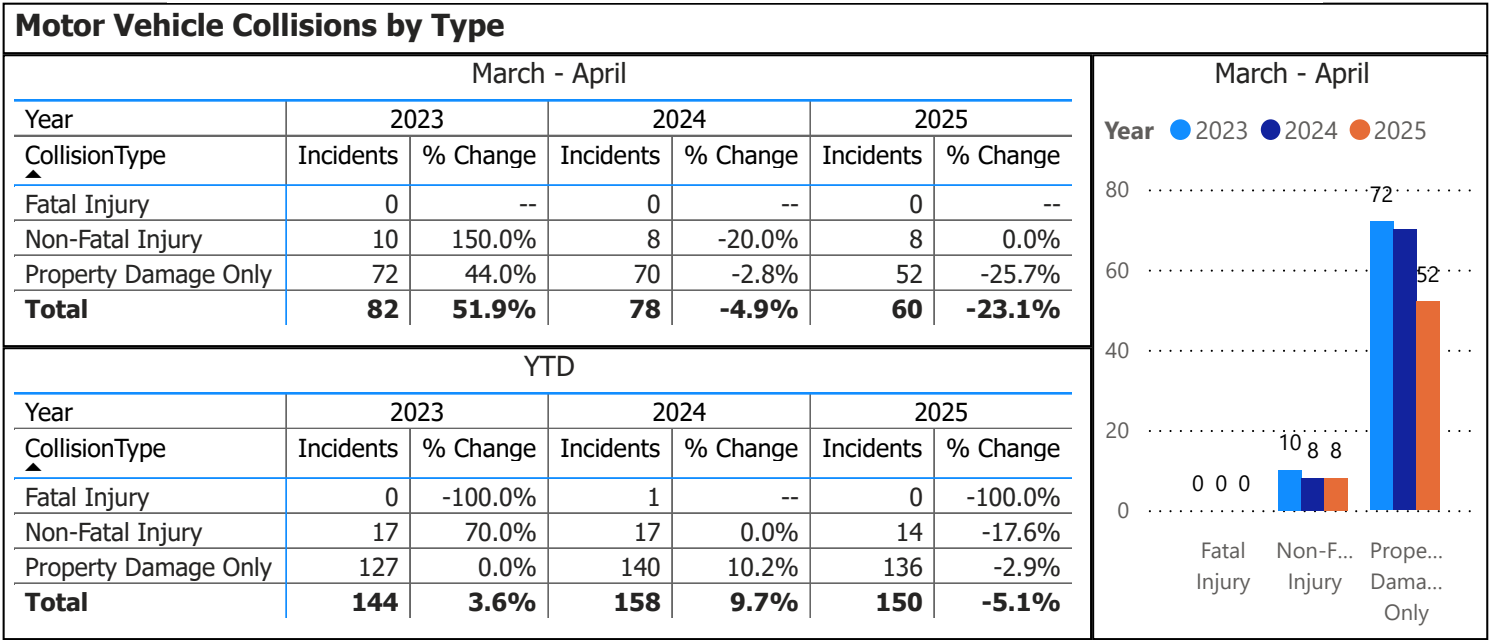 Motor Vehicle Collisions by Type
March - April
Year 2023 2024 2025
CollisionType Incidents % Change Incidents % Change Incidents % Change
Fatal Injury 0 -- 0 -- 0 --
Non-Fatal Injury 10 150.0% 8 -20.0% 8 0.0%
Property Damage Only 72 44.0% 70 -2.8% 52 -25.7%
Total 82 51.9% 78 -4.9% 60 -23.1%
YTD
Year 2023 2024 2025
CollisionType Incidents % Change Incidents % Change Incidents % Change
Fatal Injury 0 -100.0% 1 -- 0 -100.0%
Non-Fatal Injury 17 70.0% 17 0.0% 14 -17.6%
Property Damage Only 127 0.0% 140 10.2% 136 -2.9%
Total 144 3.6% 158 9.7% 150 -5.1%
March - April
Year 2023 2024 2025
80
72
60
52
40
20
10 8 8
0 0 0
0
Fatal Non-F... Prope...
Injury Injury Dama...
Only